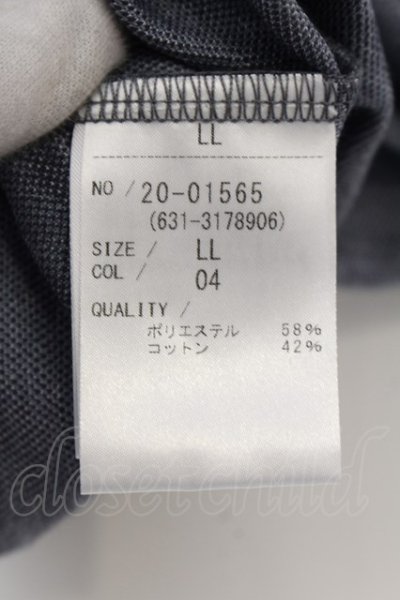 LL
NO / 20-01565
(631-3178906)
SIZE / LL
COL / 04
QUALITY /
ポリエステル 58%
コットン 42%
closet child